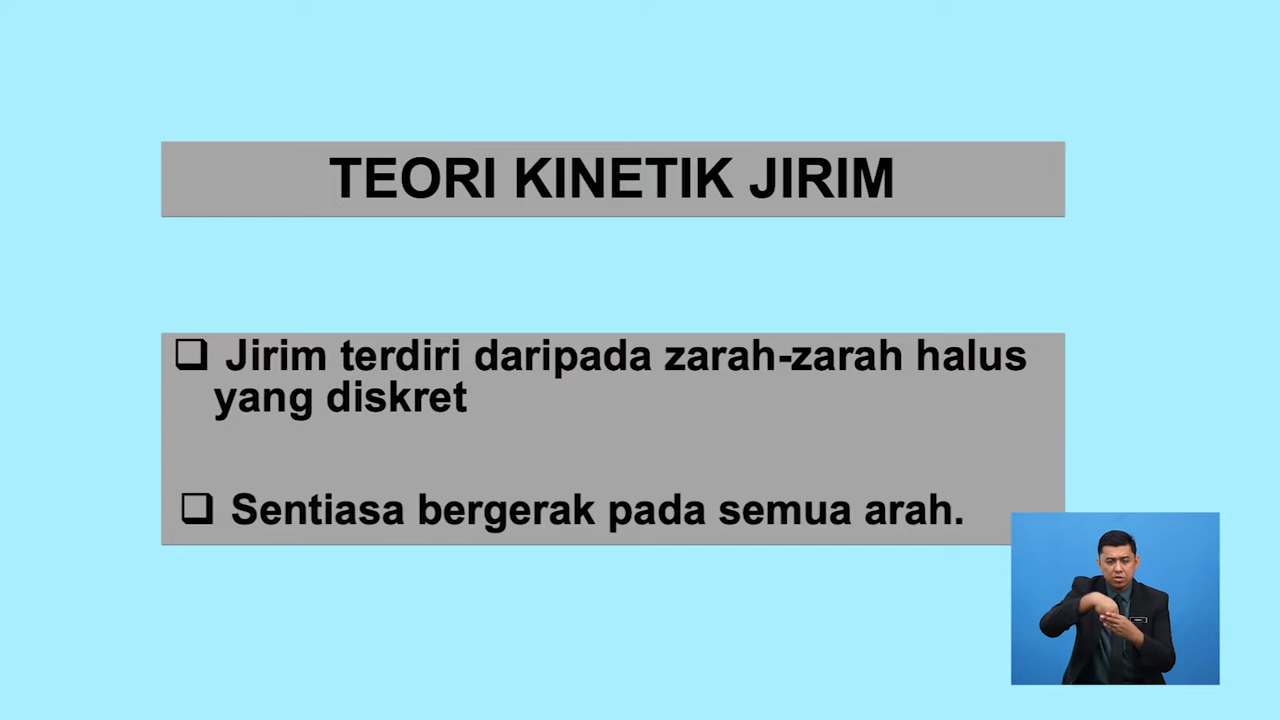 TEORI KINETIK JIRIM
❑ Jirim terdiri daripada zarah-zarah halus
yang diskret
❑ Sentiasa bergerak pada semua arah.